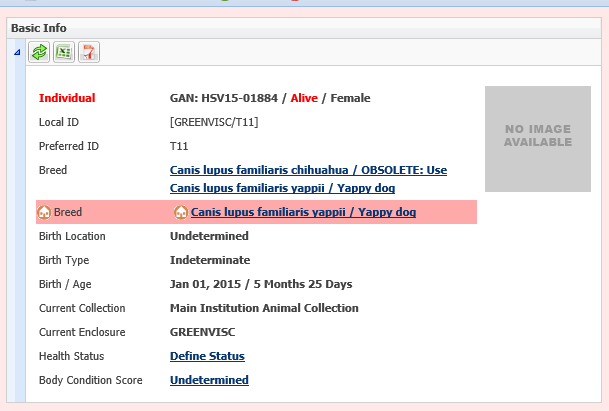 Basic Info
Individual GAN: HSV15-01884 / Alive / Female
Local ID [GREENVISC/T11]
Preferred ID T11
Breed Canis lupus familiaris chihuahua / OBSOLETE: Use
Canis lupus familiaris yappii / Yappy dog
Breed Canis lupus familiaris yappii / Yappy dog
Birth Location Undetermined
Birth Type Indeterminate
Birth / Age Jan 01, 2015 / 5 Months 25 Days
Current Collection Main Institution Animal Collection
Current Enclosure GREENVISC
Health Status Define Status
Body Condition Score Undetermined
NO IMAGE
AVAILABLE